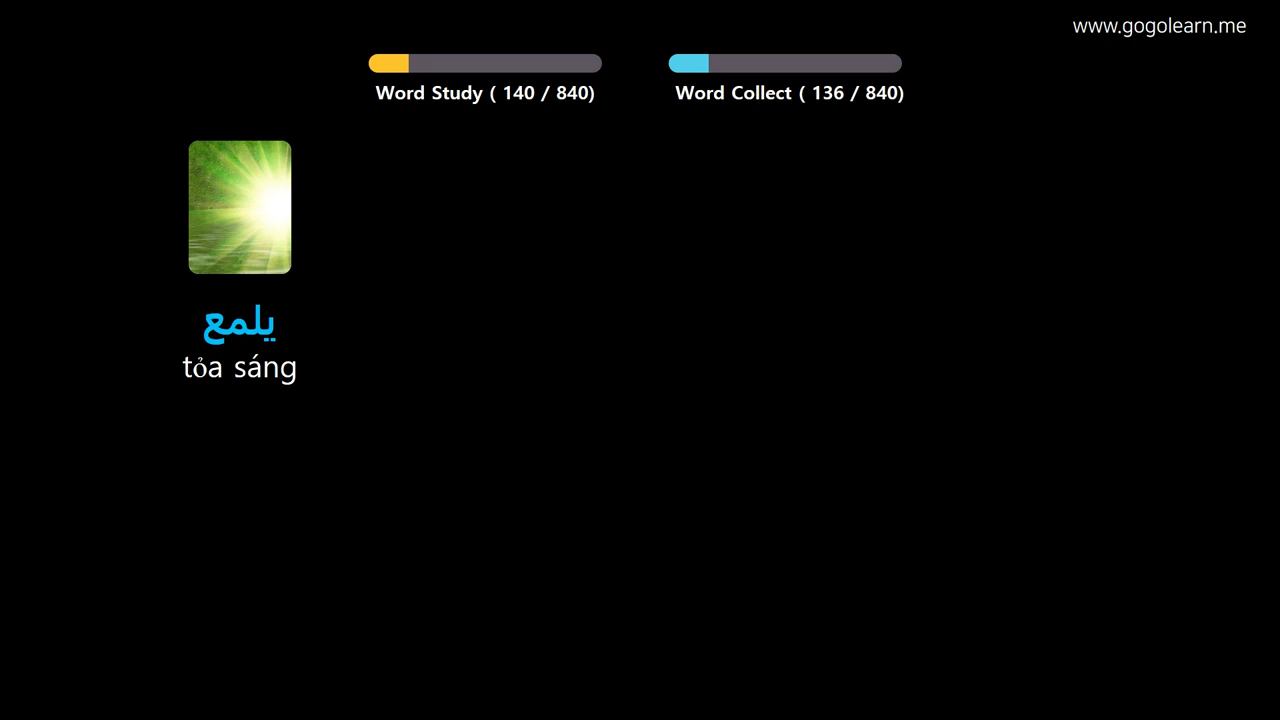 www.gogolearn.me
Word Study ( 140 / 840)
Word Collect ( 136 / 840)
يلمع
tỏa sáng